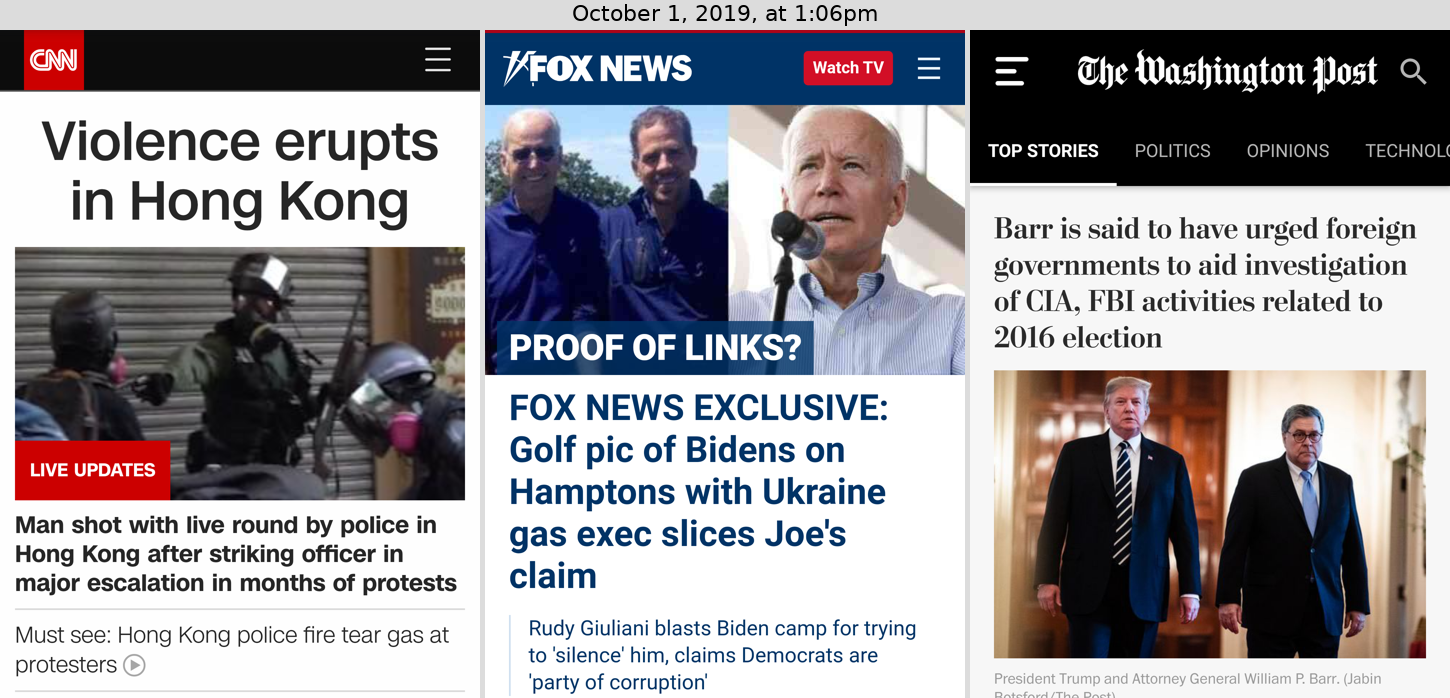 October 1, 2019, at 1:06pm
CNN
Violence erupts
in Hong Kong
LIVE UPDATES
Man shot with live round by police in
Hong Kong after striking officer in
major escalation in months of protests
Must see: Hong Kong police fire tear gas at
protesters
FOX NEWS
Watch TV
PROOF OF LINKS?
FOX NEWS EXCLUSIVE:
Golf pic of Bidens on
Hamptons with Ukraine
gas exec slices Joe's
claim
Rudy Giuliani blasts Biden camp for trying
to 'silence' him, claims Democrats are
'party of corruption'
The Washington Post
TOP STORIES POLITICS OPINIONS TECHNOLO
Barr is said to have urged foreign
governments to aid investigation
of CIA, FBI activities related to
2016 election
President Trump and Attorney General William P. Barr. (Jabin
Botsford/The Post)